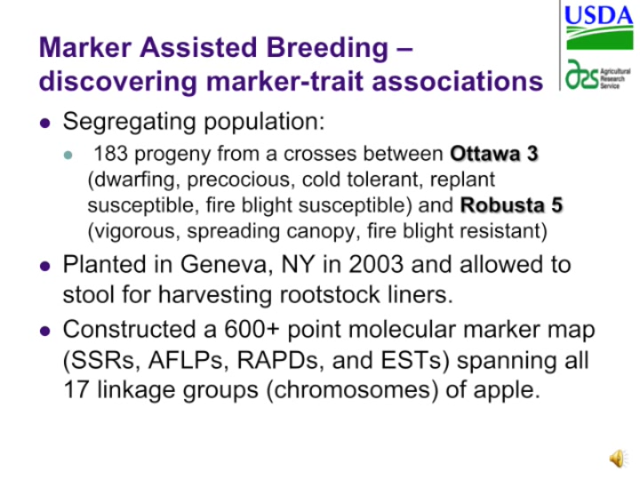 USDA
Agricultural
Research
Service
Marker Assisted Breeding –
discovering marker-trait associations
Segregating population:
183 progeny from a crosses between Ottawa 3
(dwarfing, precocious, cold tolerant, replant
susceptible, fire blight susceptible) and Robusta 5
(vigorous, spreading canopy, fire blight resistant)
Planted in Geneva, NY in 2003 and allowed to
stool for harvesting rootstock liners.
Constructed a 600+ point molecular marker map
(SSRs, AFLPs, RAPDs, and ESTs) spanning all
17 linkage groups (chromosomes) of apple.